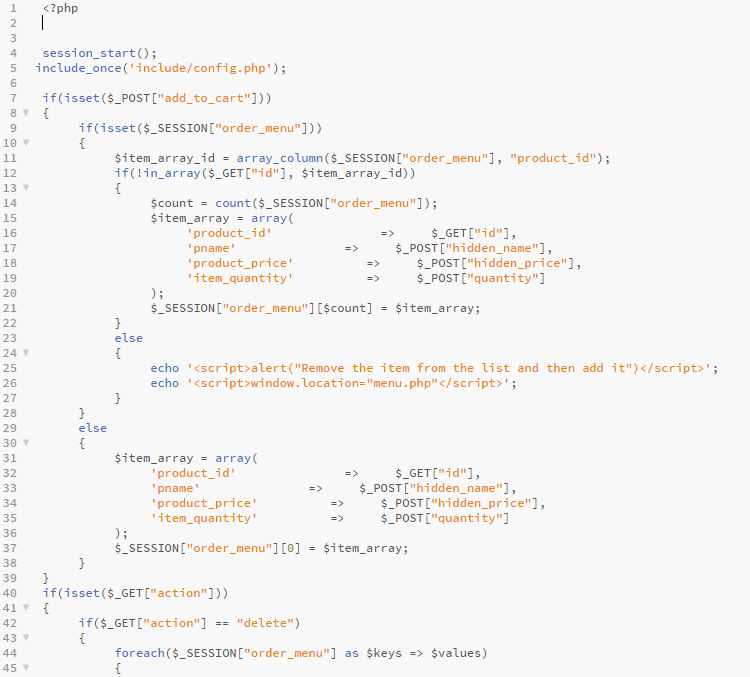 1 <?php
2
3
4 session_start();
5 include_once('include/config.php');
6
7 if(isset($_POST["add_to_cart"]))
8 {
9 if(isset($_SESSION["order_menu"]))
10 {
11 $item_array_id = array_column($_SESSION["order_menu"], "product_id");
12 if(!in_array($_GET["id"], $item_array_id))
13 {
14 $count = count($_SESSION["order_menu"]);
15 $item_array = array(
16 'product_id' => $_GET["id"],
17 'pname' => $_POST["hidden_name"],
18 'product_price' => $_POST["hidden_price"],
19 'item_quantity' => $_POST["quantity"]
20 );
21 $_SESSION["order_menu"][$count] = $item_array;
22 }
23 else
24 {
25 echo '<script>alert("Remove the item from the list and then add it")</script>';
26 echo '<script>window.location="menu.php"</script>';
27 }
28 }
29 else
30 {
31 $item_array = array(
32 'product_id' => $_GET["id"],
33 'pname' => $_POST["hidden_name"],
34 'product_price' => $_POST["hidden_price"],
35 'item_quantity' => $_POST["quantity"]
36 );
37 $_SESSION["order_menu"][0] = $item_array;
38 }
39 }
40 if(isset($_GET["action"]))
41 {
42 if($_GET["action"] == "delete")
43 {
44 foreach($_SESSION["order_menu"] as $keys => $values)
45 {